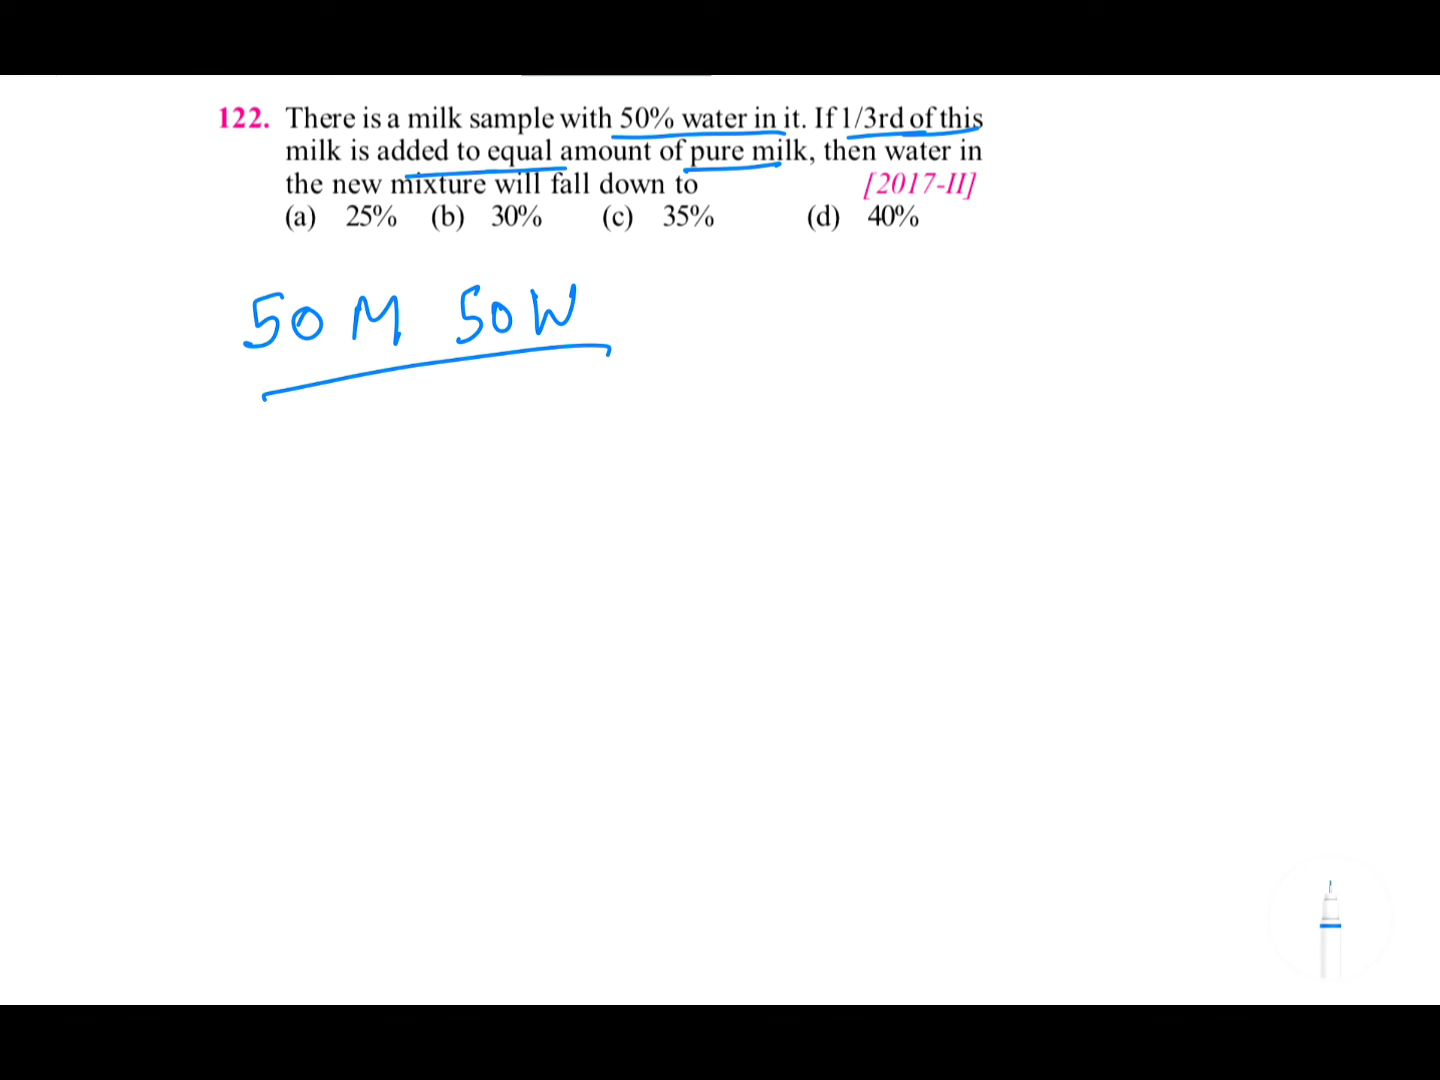 122. There is a milk sample with 50% water in it. If 1/3rd of this
milk is added to equal amount of pure milk, then water in
the new mixture will fall down to [2017-II]
(a) 25% (b) 30% (c) 35% (d) 40%
50 M 50 W